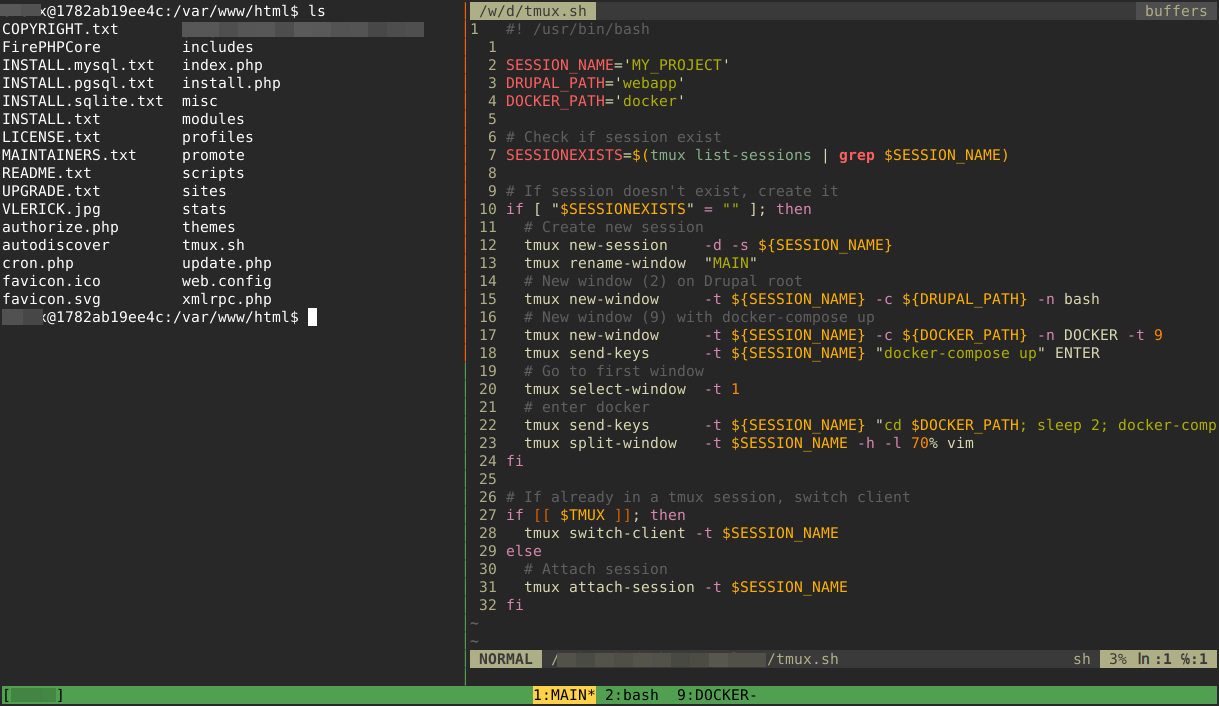 x@1782ab19ee4c:/var/www/html$ ls
COPYRIGHT.txt
FirePHPCore includes
INSTALL.mysql.txt index.php
INSTALL.pgsql.txt install.php
INSTALL.sqlite.txt misc
INSTALL.txt modules
LICENSE.txt profiles
MAINTAINERS.txt promote
README.txt scripts
UPGRADE.txt sites
VLERICK.jpg stats
authorize.php themes
autodiscover tmux.sh
cron.php update.php
favicon.ico web.config
favicon.svg xmlrpc.php
x@1782ab19ee4c:/var/www/html$
/w/d/tmux.sh buffers
1 #! /usr/bin/bash
1
2 SESSION_NAME='MY_PROJECT'
3 DRUPAL_PATH='webapp'
4 DOCKER_PATH='docker'
5
6 # Check if session exist
7 SESSIONEXISTS=$(tmux list-sessions | grep $SESSION_NAME)
8
9 # If session doesn't exist, create it
10 if [ "$SESSIONEXISTS" = "" ]; then
11 # Create new session
12 tmux new-session -d -s ${SESSION_NAME}
13 tmux rename-window "MAIN"
14 # New window (2) on Drupal root
15 tmux new-window -t ${SESSION_NAME} -c ${DRUPAL_PATH} -n bash
16 # New window (9) with docker-compose up
17 tmux new-window -t ${SESSION_NAME} -c ${DOCKER_PATH} -n DOCKER -t 9
18 tmux send-keys -t ${SESSION_NAME} "docker-compose up" ENTER
19 # Go to first window
20 tmux select-window -t 1
21 # enter docker
22 tmux send-keys -t ${SESSION_NAME} "cd $DOCKER_PATH; sleep 2; docker-comp
23 tmux split-window -t $SESSION_NAME -h -l 70% vim
24 fi
25
26 # If already in a tmux session, switch client
27 if [[ $TMUX ]]; then
28 tmux switch-client -t $SESSION_NAME
29 else
30 # Attach session
31 tmux attach-session -t $SESSION_NAME
32 fi
~
~
NORMAL / /tmux.sh sh 3% ㏑:1 ℅:1
[ ] 1:MAIN* 2:bash 9:DOCKER-